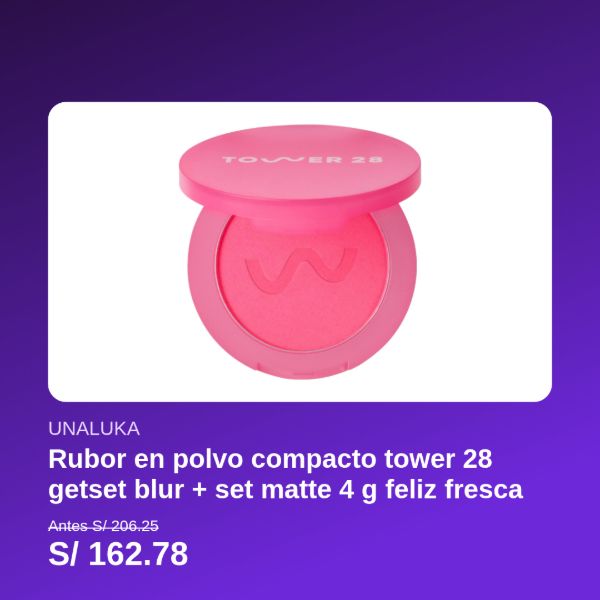 TOWER 28
UNALUKA
Rubor en polvo compacto tower 28
getset blur + set matte 4 g feliz fresca
Antes S/ 206.25
S/ 162.78